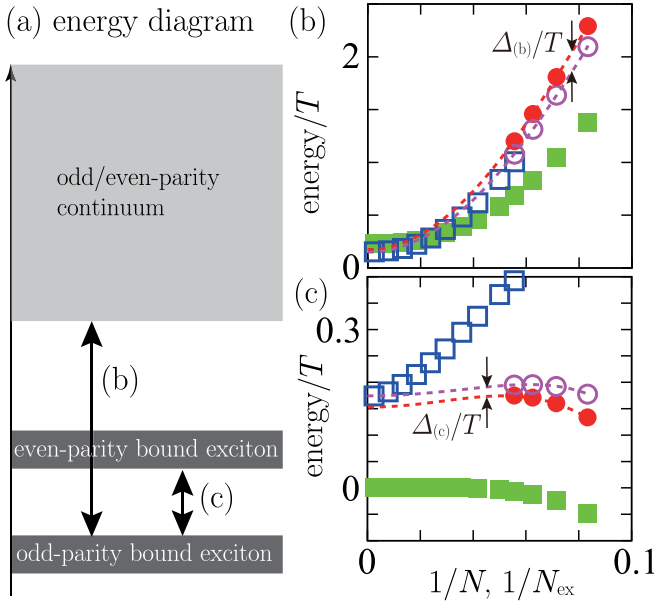 (a) energy diagram
odd/even-parity
continuum
(b)
even-parity bound exciton
(c)
odd-parity bound exciton
(b)
Δ(b)/T
2
energy/T
0
(c)
0.3
energy/T
Δ(c)/T
0
0
0.1
1/N, 1/Nex